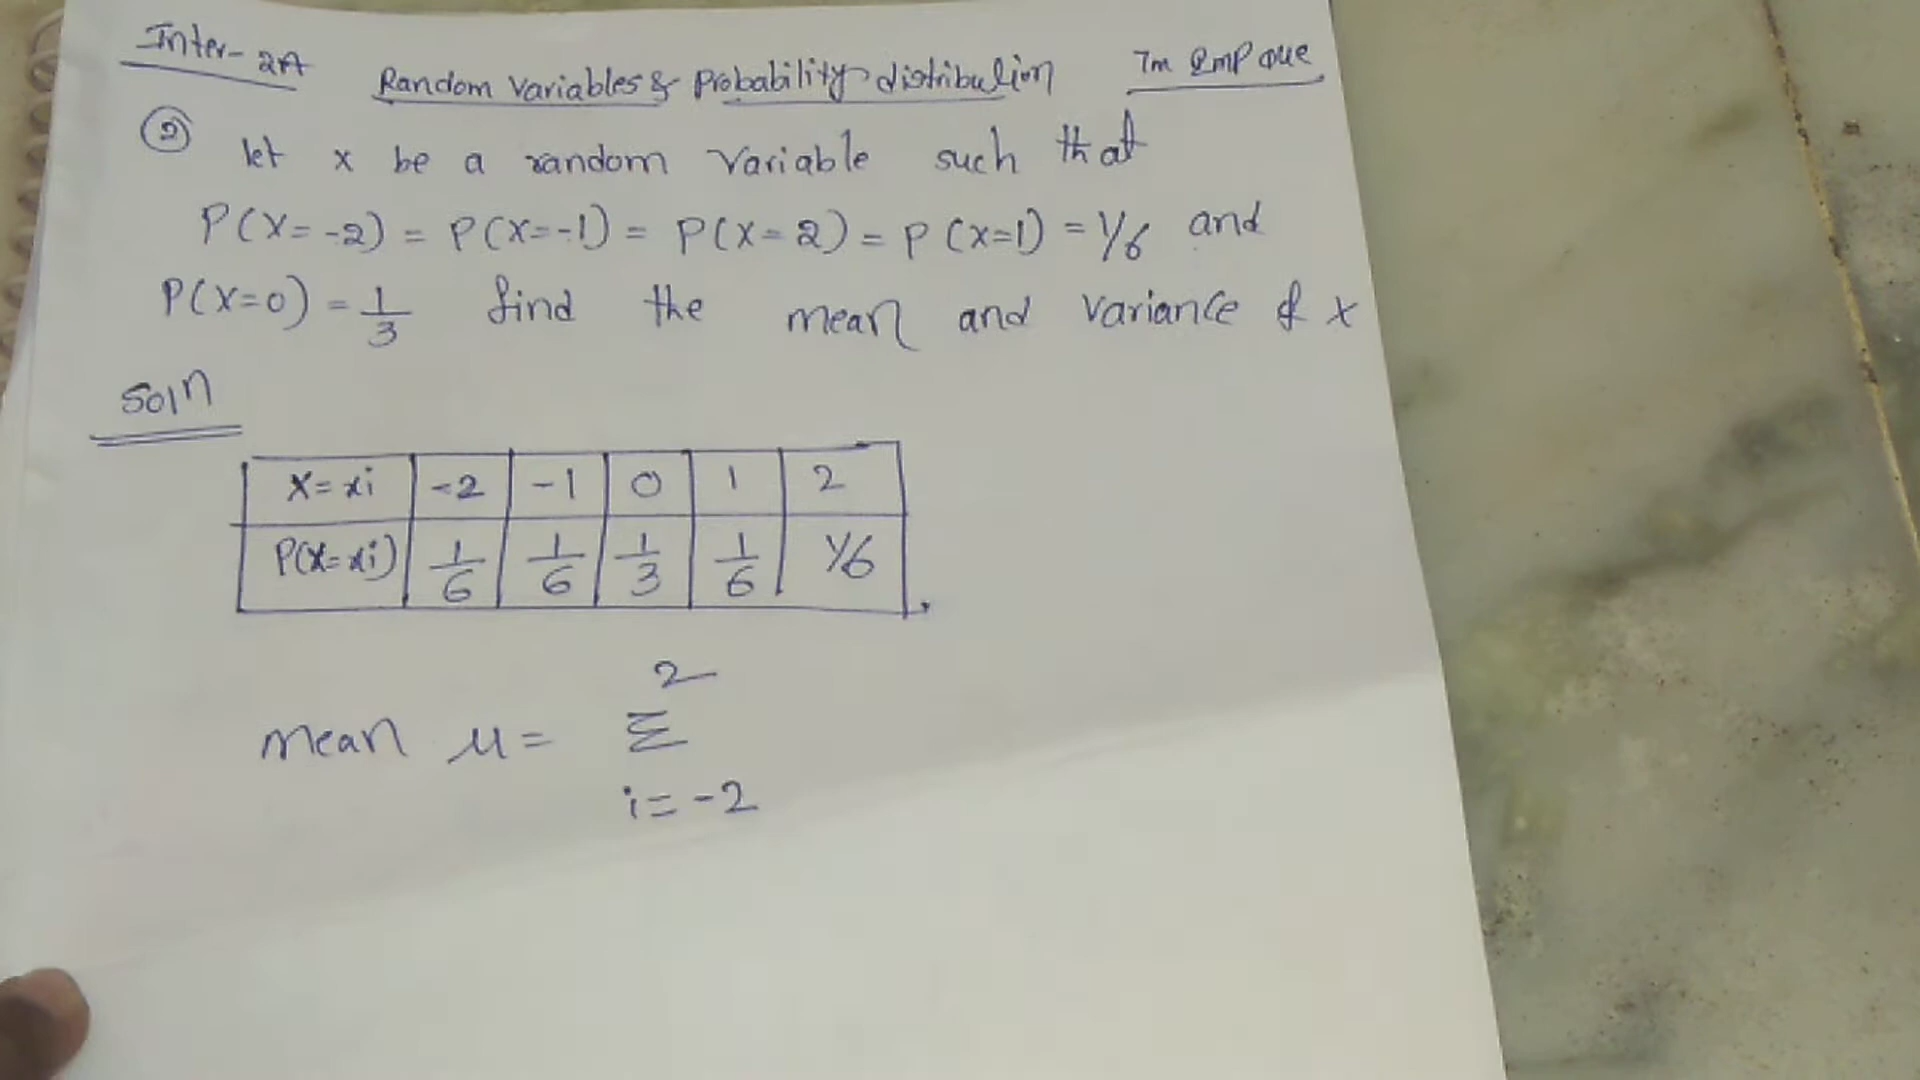 Inter-2A
Random Variables & Probability distribution 7m Imp que
② let x be a random variable such that
P(X=-2) = P(X=-1) = P(X=2) = P(X=1) = 1/6 and
P(X=0) = 1/3 find the mean and variance of x
Soln
X=xi -2 -1 0 1 2
P(X=xi) 1/6 1/6 1/3 1/6 1/6
mean μ = 2
Σ
i=-2